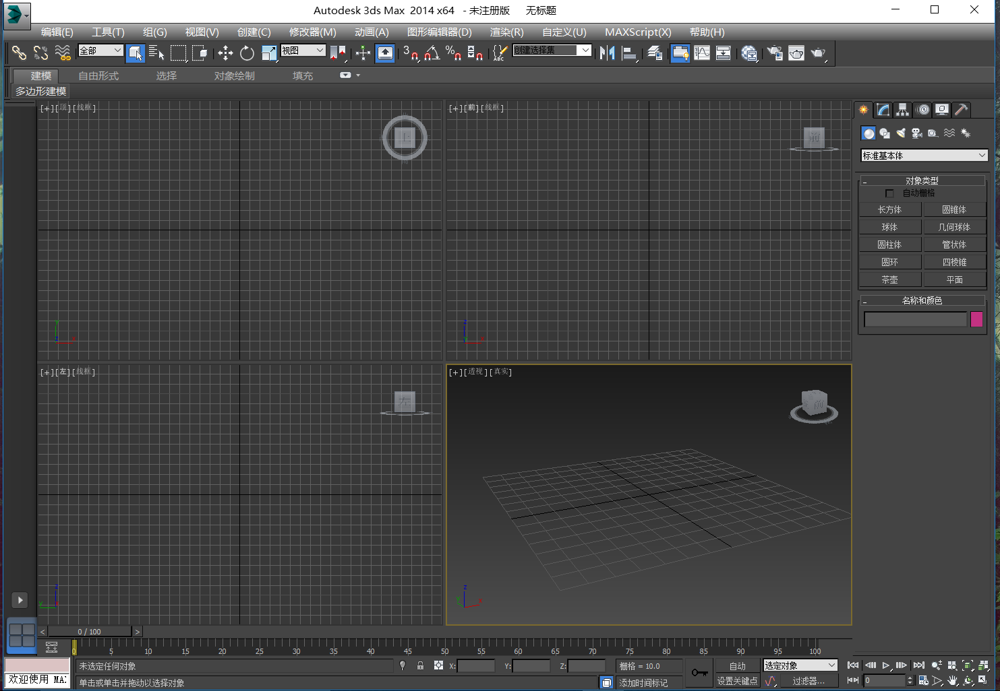 Autodesk 3ds Max 2014 x64 - 未注册版 无标题
编辑(E) 工具(T) 组(G) 视图(V) 创建(C) 修改器(M) 动画(A) 图形编辑器(D) 渲染(R) 自定义(U) MAXScript(X) 帮助(H)
全部 视图 3 % ABC 创建选择集
建模 自由形式 选择 对象绘制 填充
多边形建模
[+][顶][线框] 上
[+][前][线框] 前
标准基本体
对象类型
自动栅格
长方体 圆锥体
球体 几何球体
圆柱体 管状体
圆环 四棱锥
茶壶 平面
名称和颜色
y z x
z y x
[+][左][线框] 左
[+][透视][真实] 前
z y
z y x
< 0 / 100 >
0 5 10 15 20 25 30 35 40 45 50 55 60 65 70 75 80 85 90 95 100
未选定任何对象 X: Y: Z: 栅格 = 10.0 自动 选定对象
欢迎使用 MAX
单击或单击并拖动以选择对象 添加时间标记 设置关键点 过滤器... 0